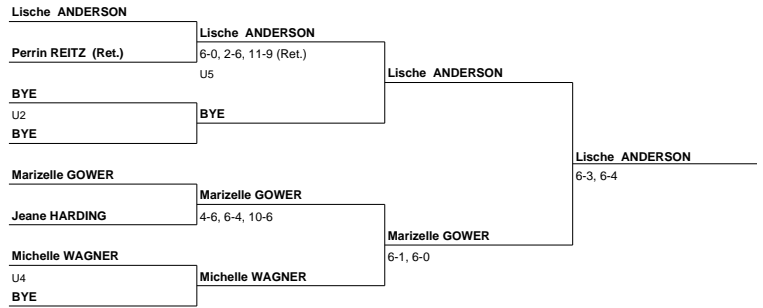 Lische ANDERSON
Lische ANDERSON
Perrin REITZ (Ret.)
6-0, 2-6, 11-9 (Ret.)
U5
Lische ANDERSON
BYE
U2
BYE
BYE
Lische ANDERSON
6-3, 6-4
Marizelle GOWER
Marizelle GOWER
Jeane HARDING
4-6, 6-4, 10-6
Marizelle GOWER
6-1, 6-0
Michelle WAGNER
U4
Michelle WAGNER
BYE